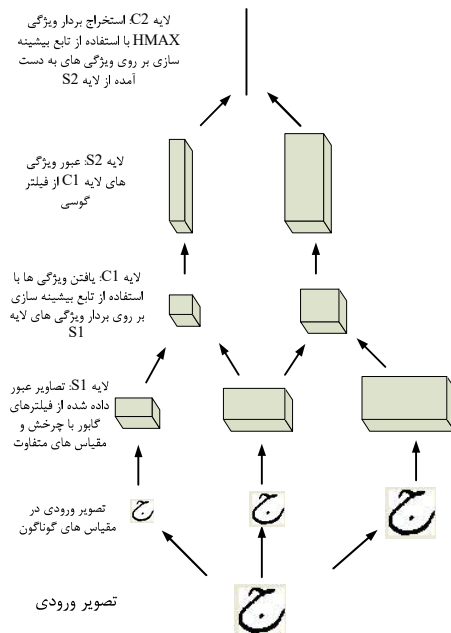 لایه C2: استخراج بردار ویژگی
HMAX با استفاده از تابع بیشینه
سازی بر روی ویژگی های به دست
آمده از لایه S2
لایه S2: عبور ویژگی
های لایه C1 از فیلتر
گوسی
لایه C1: یافتن ویژگی ها با
استفاده از تابع بیشینه سازی
بر روی بردار ویژگی های لایه
S1
لایه S1: تصاویر عبور
داده شده از فیلترهای
گابور با چرخش و
مقیاس های متفاوت
تصویر ورودی در
مقیاس های گوناگون
ج
ج
ج
تصویر ورودی
ج